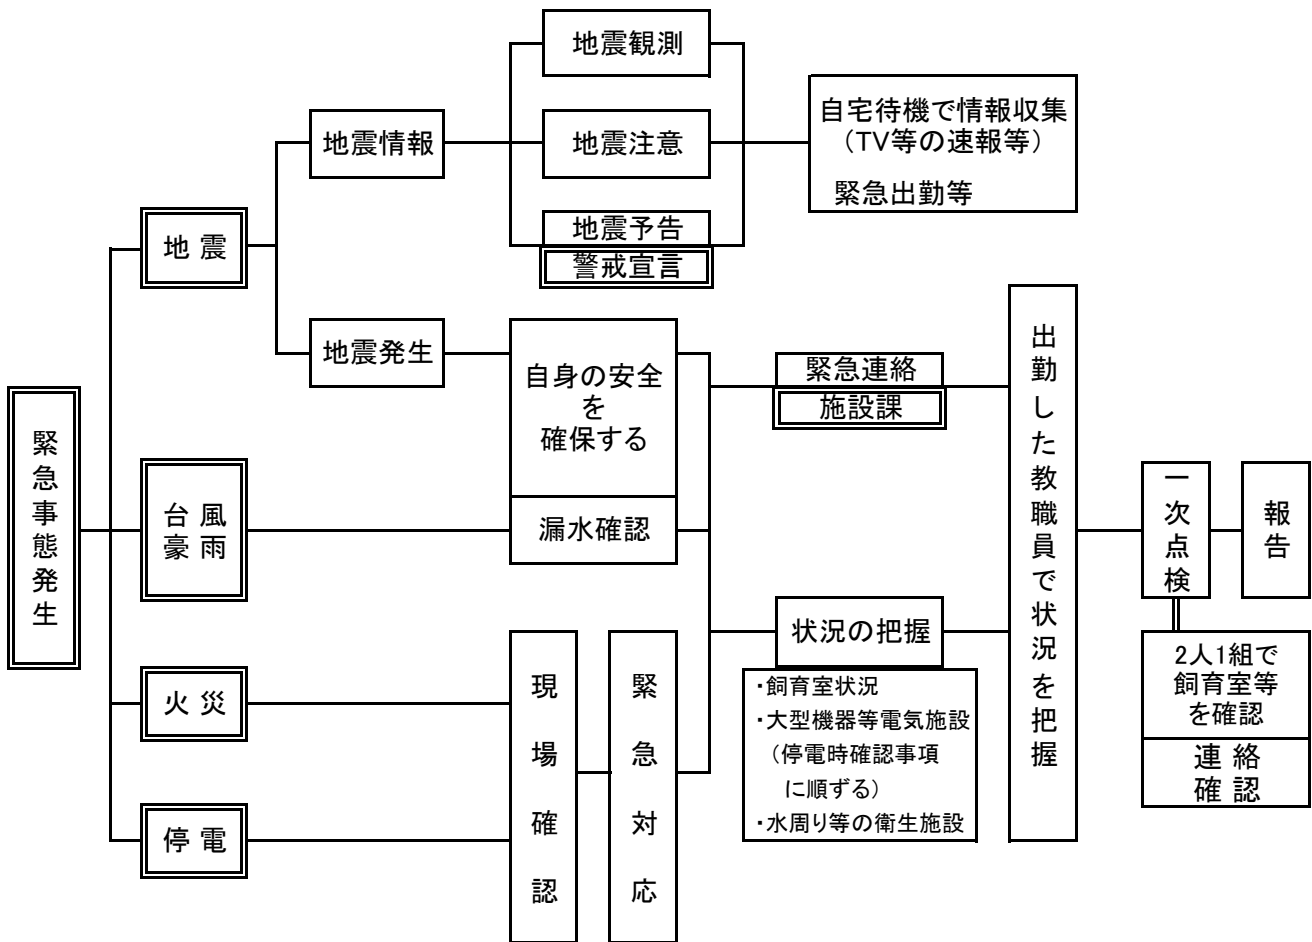 緊急事態発生
地 震
台 風
豪 雨
火 災
停 電
地震情報
地震発生
地震観測
地震注意
地震予告
警戒宣言
自宅待機で情報収集
（TV等の速報等）
緊急出勤等
自身の安全
を
確保する
漏水確認
現場確認
緊急対応
緊急連絡
施設課
状況の把握
・飼育室状況
・大型機器等電気施設
（停電時確認事項
に順ずる）
・水周り等の衛生施設
出勤した教職員で状況を把握
一次点検
報告
2人1組で
飼育室等
を確認
連 絡
確 認